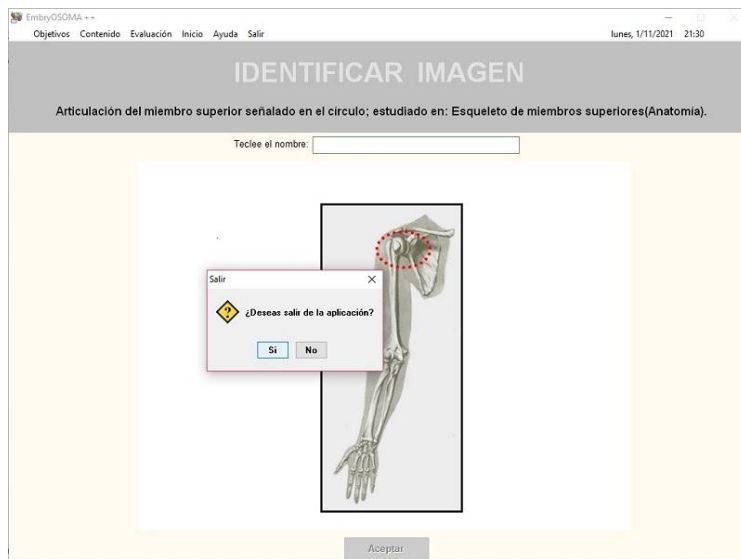 EmbryOSOMA ++
Objetivos Contenido Evaluación Inicio Ayuda Salir lunes, 1/11/2021 21:30
IDENTIFICAR IMAGEN
Articulación del miembro superior señalado en el círculo; estudiado en: Esqueleto de miembros superiores(Anatomía).
Teclee el nombre:
Salir
¿Deseas salir de la aplicación?
Si No
Aceptar